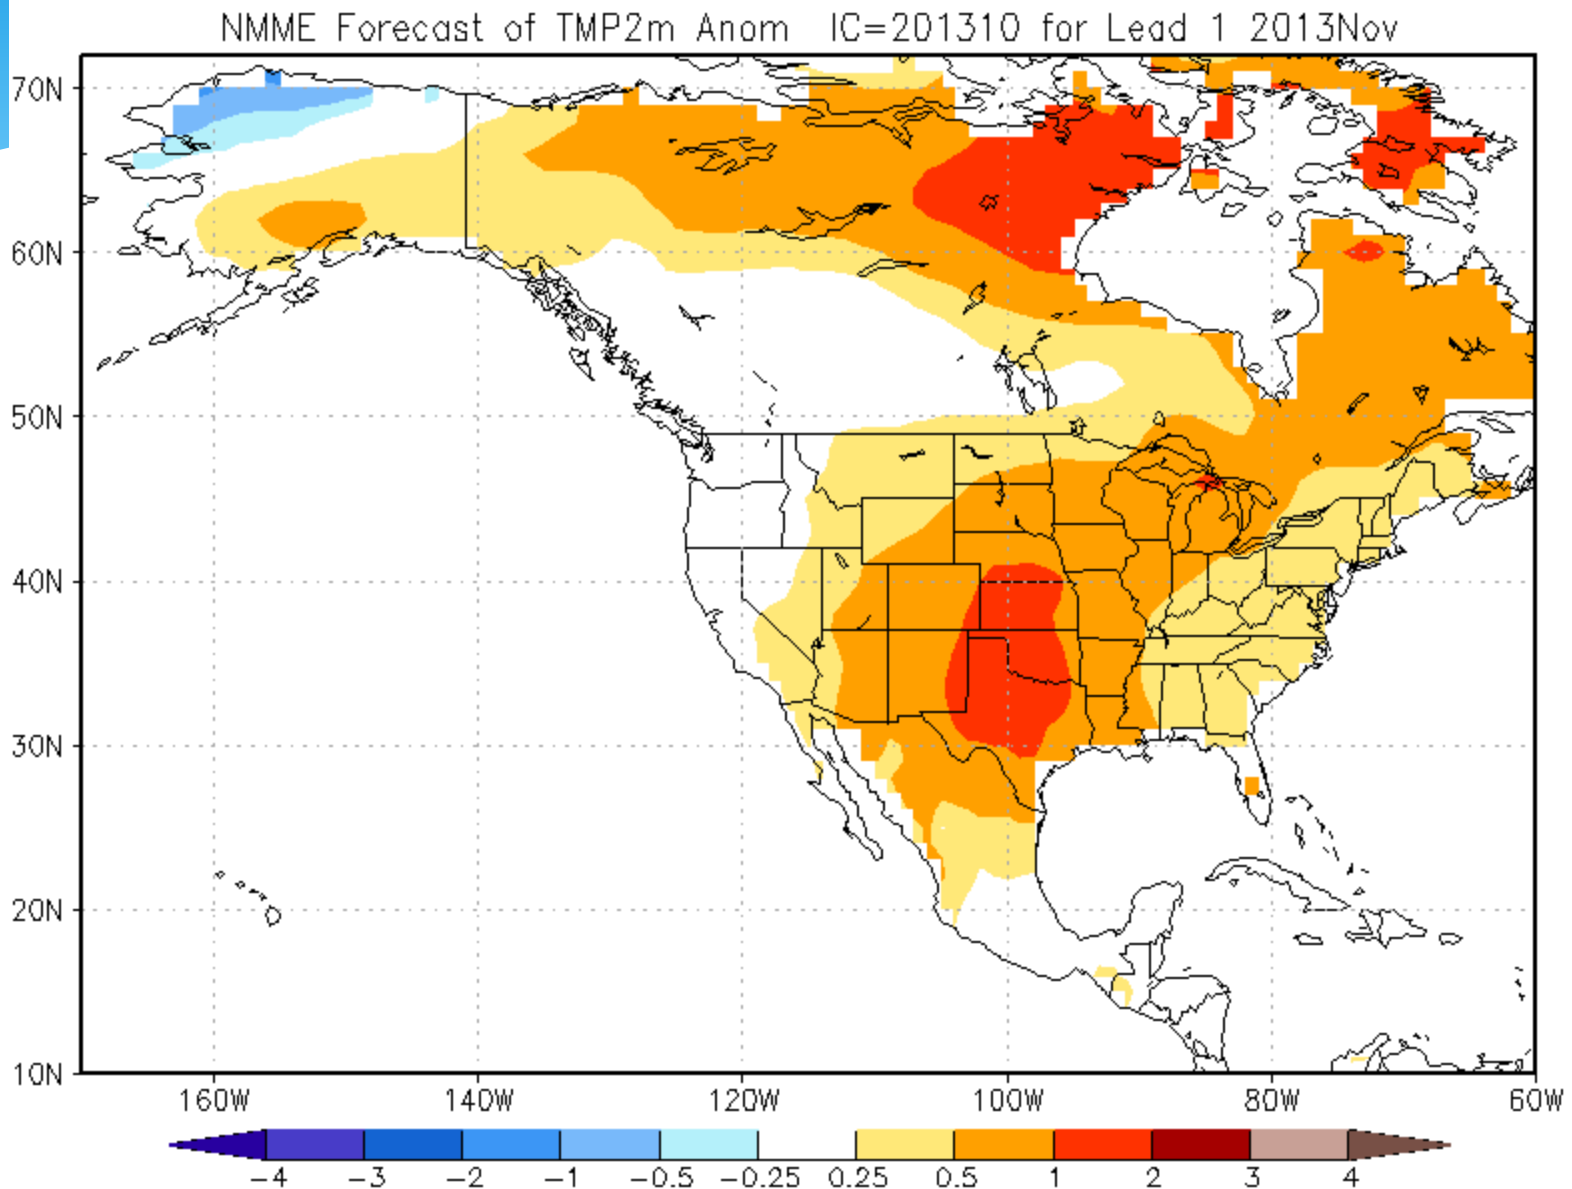 NMME Forecast of TMP2m Anom IC=201310 for Lead 1 2013Nov
70N
60N
50N
40N
30N
20N
10N
160W 140W 120W 100W 80W 60W
−4 −3 −2 −1 −0.5 −0.25 0.25 0.5 1 2 3 4